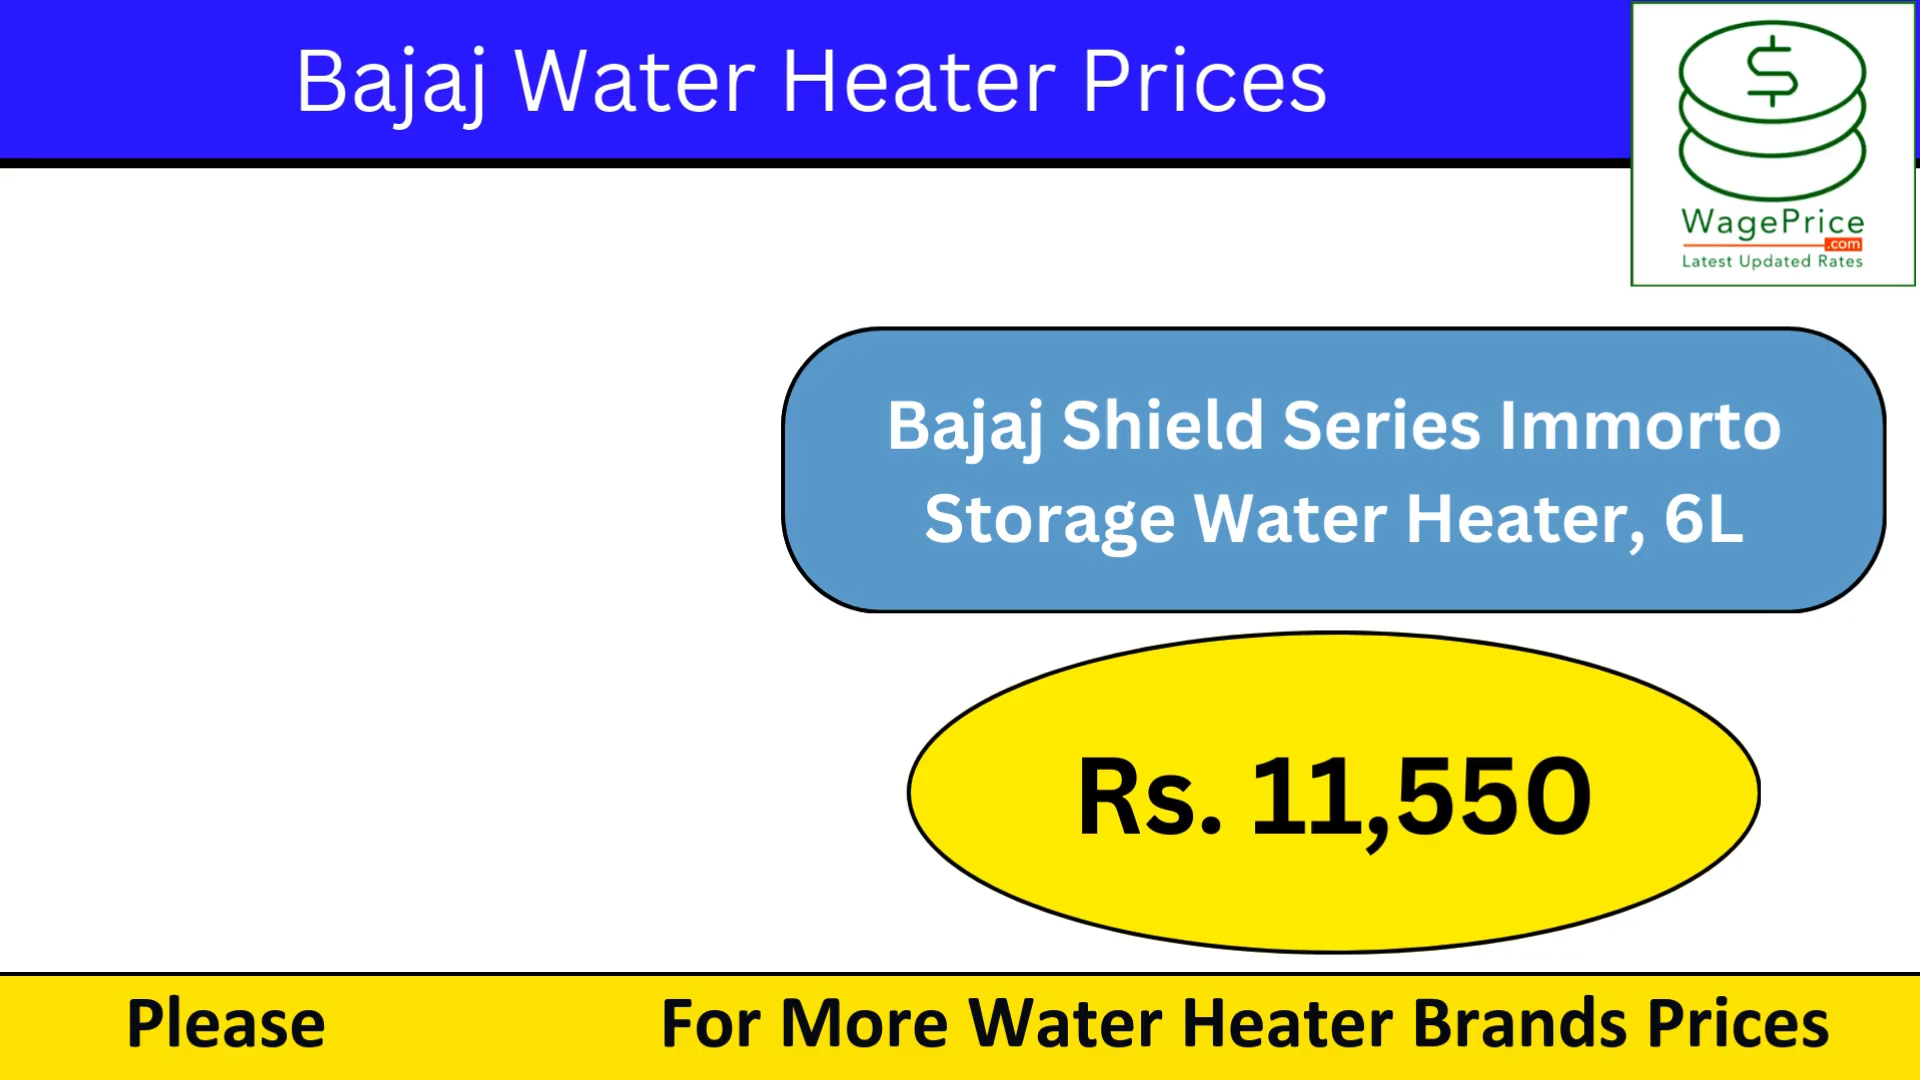 Bajaj Water Heater Prices
$
WagePrice
.com
Latest Updated Rates
Bajaj Shield Series Immorto
Storage Water Heater, 6L
Rs. 11,550
Please For More Water Heater Brands Prices